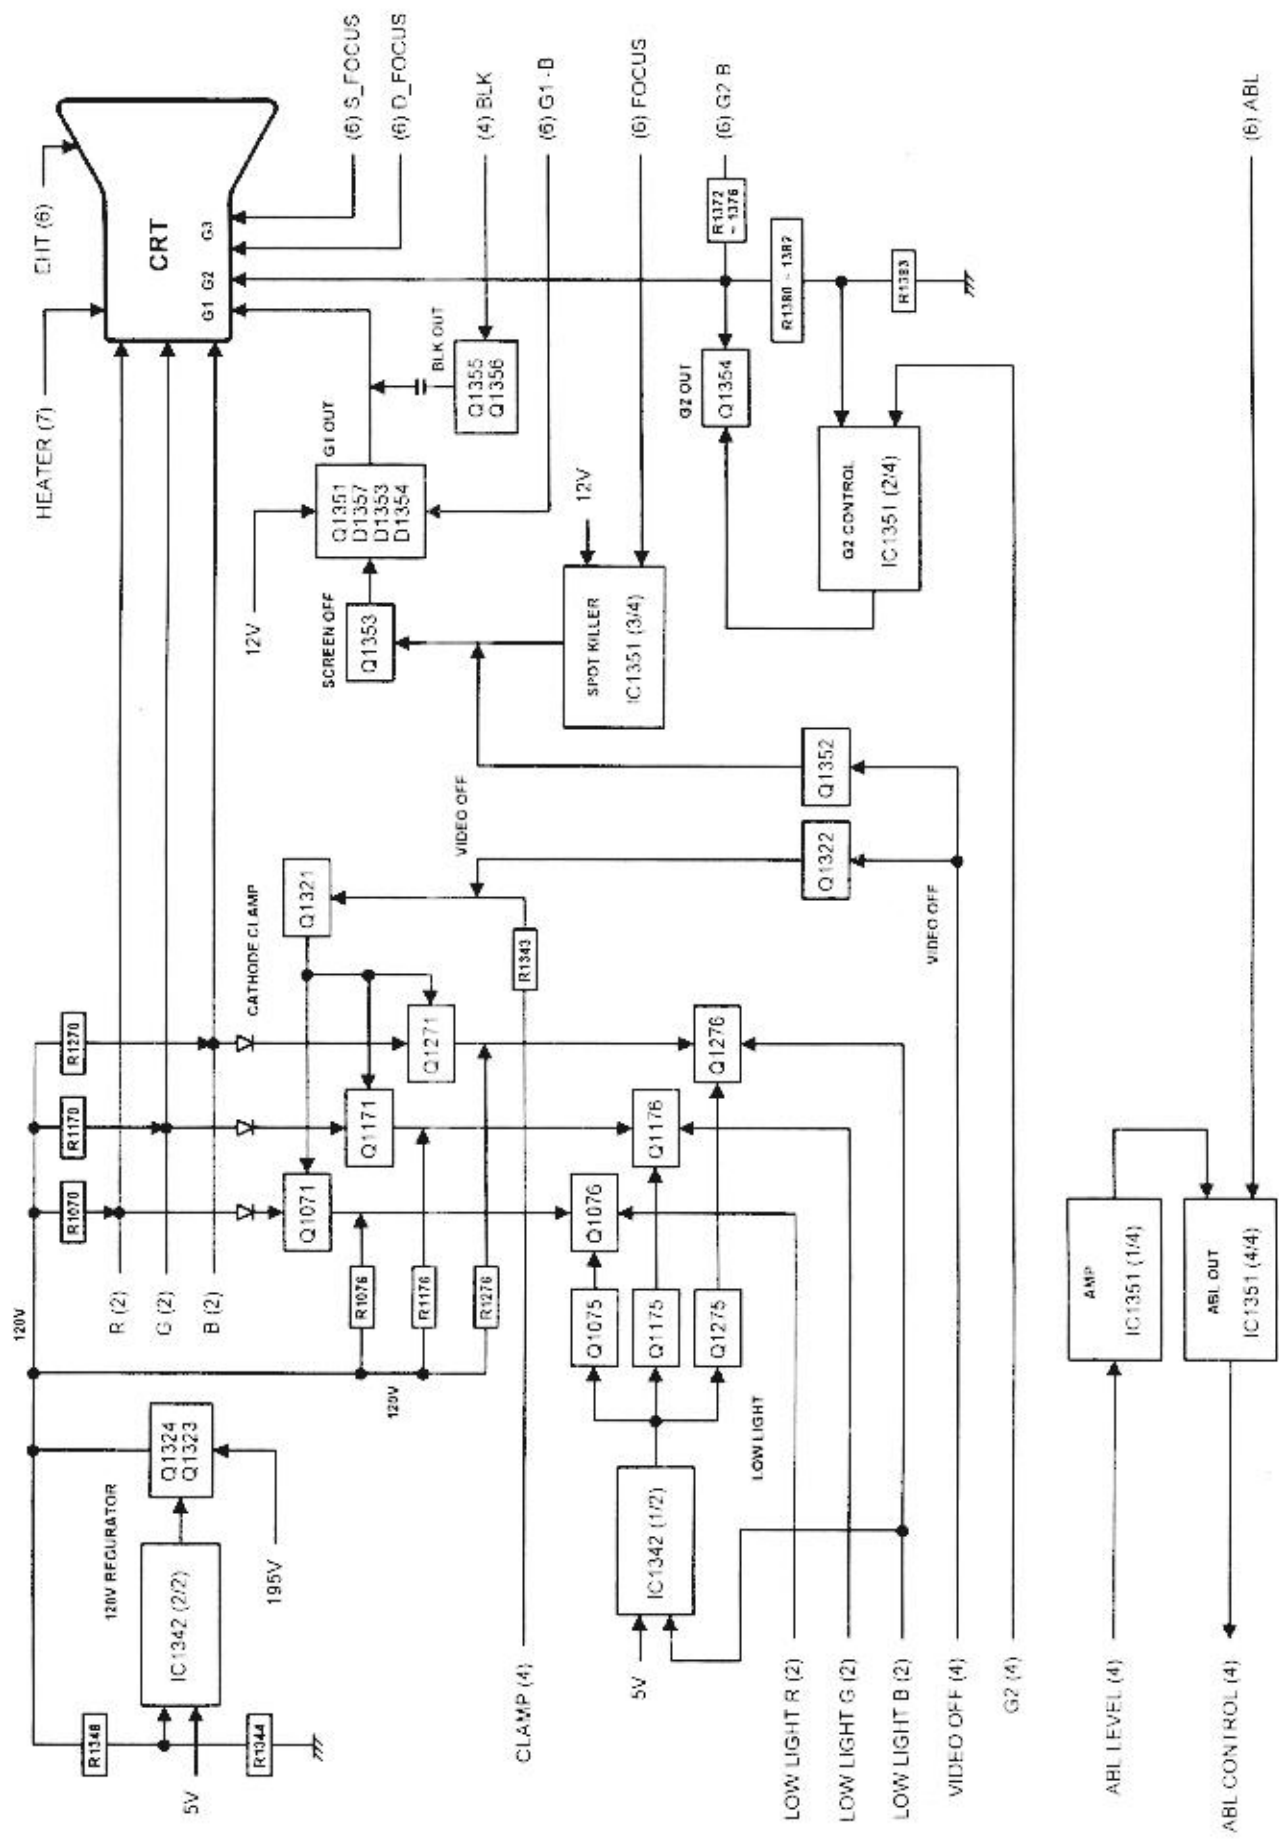 120V
R1348
5V
R1344
IC1342 (2/2)
120V REGURATOR
Q1324
Q1323
195V
R1070
R1170
R1270
R (2)
G (2)
B (2)
CATHODE CLAMP
HEATER (7)
EHT (6)
CRT
G1
G2
G3
(6) S_FOCUS
(6) D_FOCUS
Q1071
Q1171
Q1271
Q1321
120V
R1076
R1176
R1276
VIDEO OFF
12V
SCREEN OFF
Q1353
G1 OUT
Q1351
D1357
D1353
D1354
BLK OUT
Q1355
Q1356
(4) BLK
(6) G1 -B
CLAMP (4)
R1343
5V
IC1342 (1/2)
LOW LIGHT
Q1075
Q1175
Q1275
Q1076
Q1176
Q1276
SPOT KILLER
IC1351 (3/4)
12V
(6) FOCUS
G2 OUT
Q1354
R1372
~ 1376
(6) G2 B
R1380 ~ 1382
R1383
Q1322
Q1352
G2 CONTROL
IC1351 (2/4)
LOW LIGHT R (2)
LOW LIGHT G (2)
LOW LIGHT B (2)
VIDEO OFF (4)
VIDEO OFF
G2 (4)
ABL LEVEL (4)
AMP
IC1351 (1/4)
ABL CONTROL (4)
ABL OUT
IC1351 (4/4)
(6) ABL